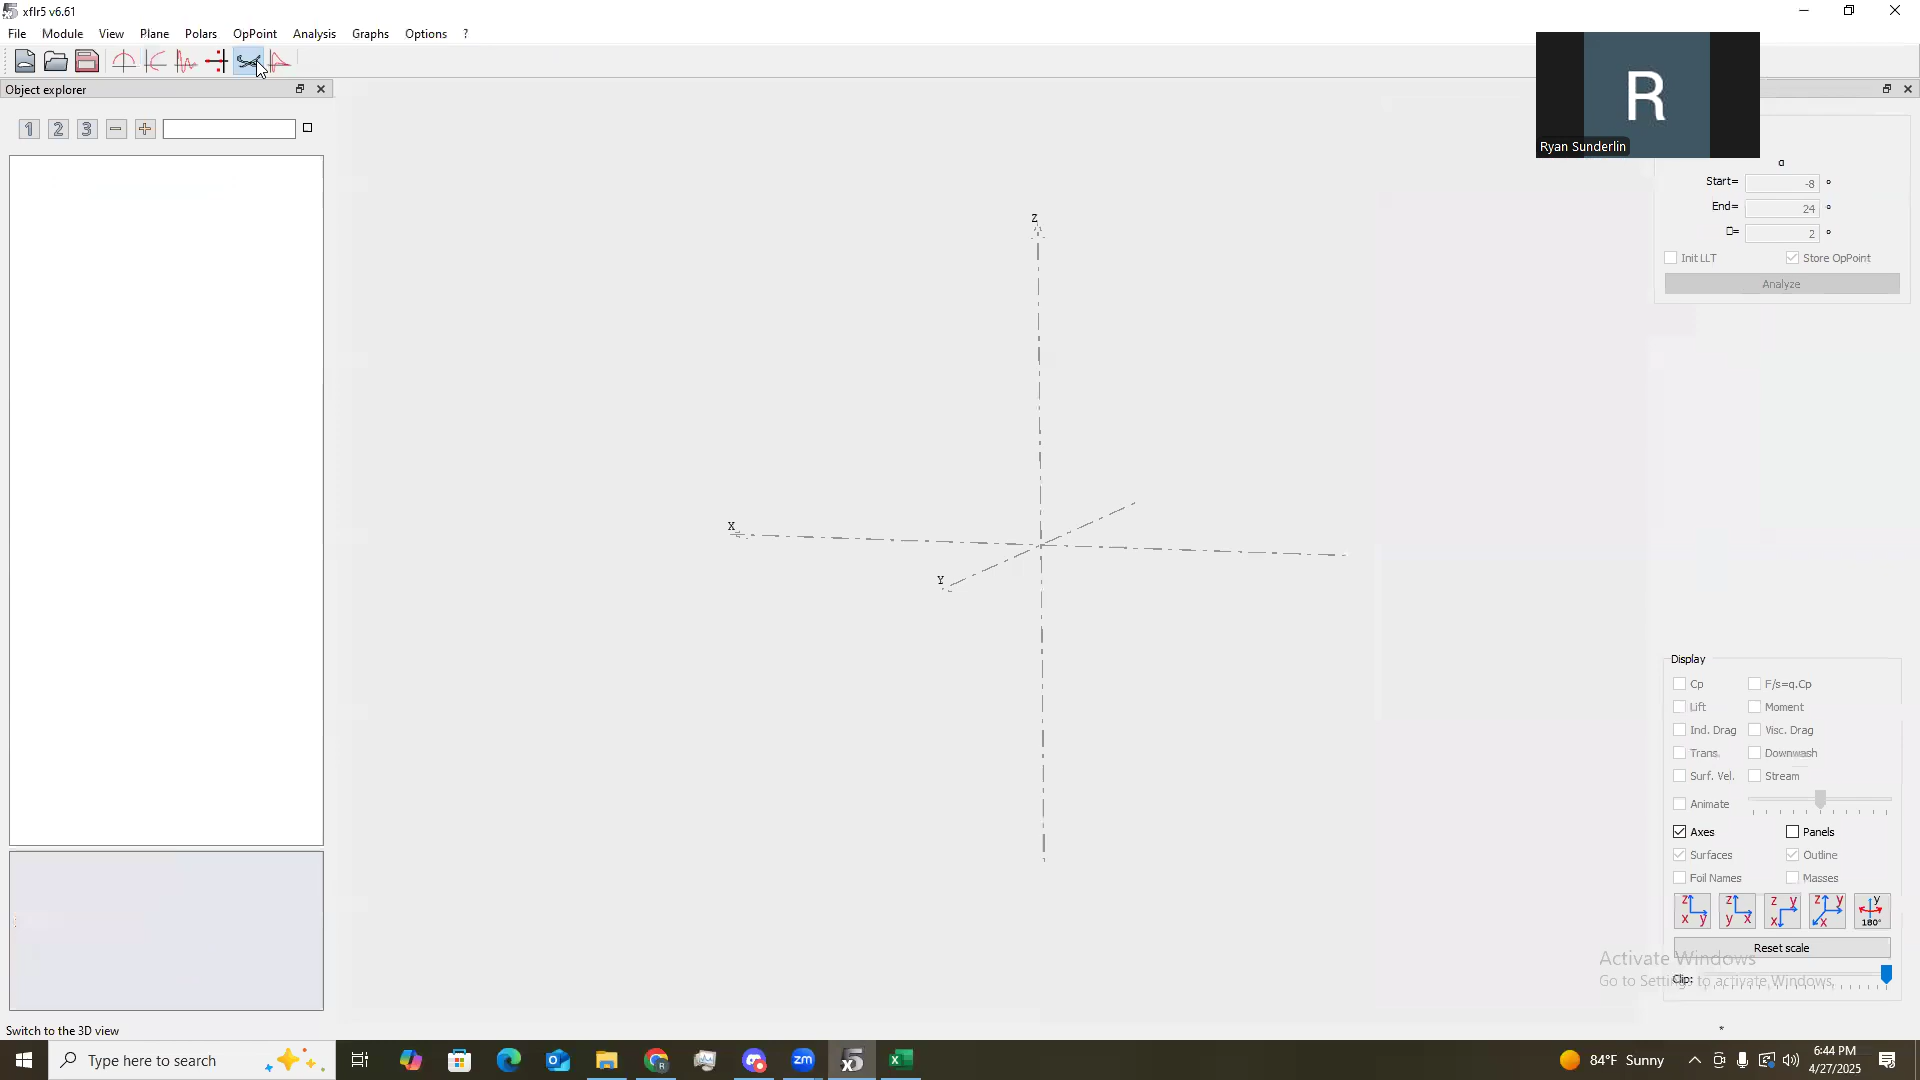 xflr5 v6.61
File Module View Plane Polars OpPoint Analysis Graphs Options ?
Object explorer
1 2 3 − +
R
Ryan Sunderlin
α
Start= -8 °
End= 24 °
□= 2 °
Init LLT Store OpPoint
Analyze
Z
X
Y
Display
Cp F/s=q.Cp
Lift Moment
Ind. Drag Visc. Drag
Trans. Downwash
Surf. Vel. Stream
Animate
Axes Panels
Surfaces Outline
Foil Names Masses
z x y z y x z y x z y x y 180°
Reset scale
Activate Windows
Go to Settings to activate Windows.
Clip:
Switch to the 3D view
*
Type here to search
84°F Sunny
6:44 PM
4/27/2025